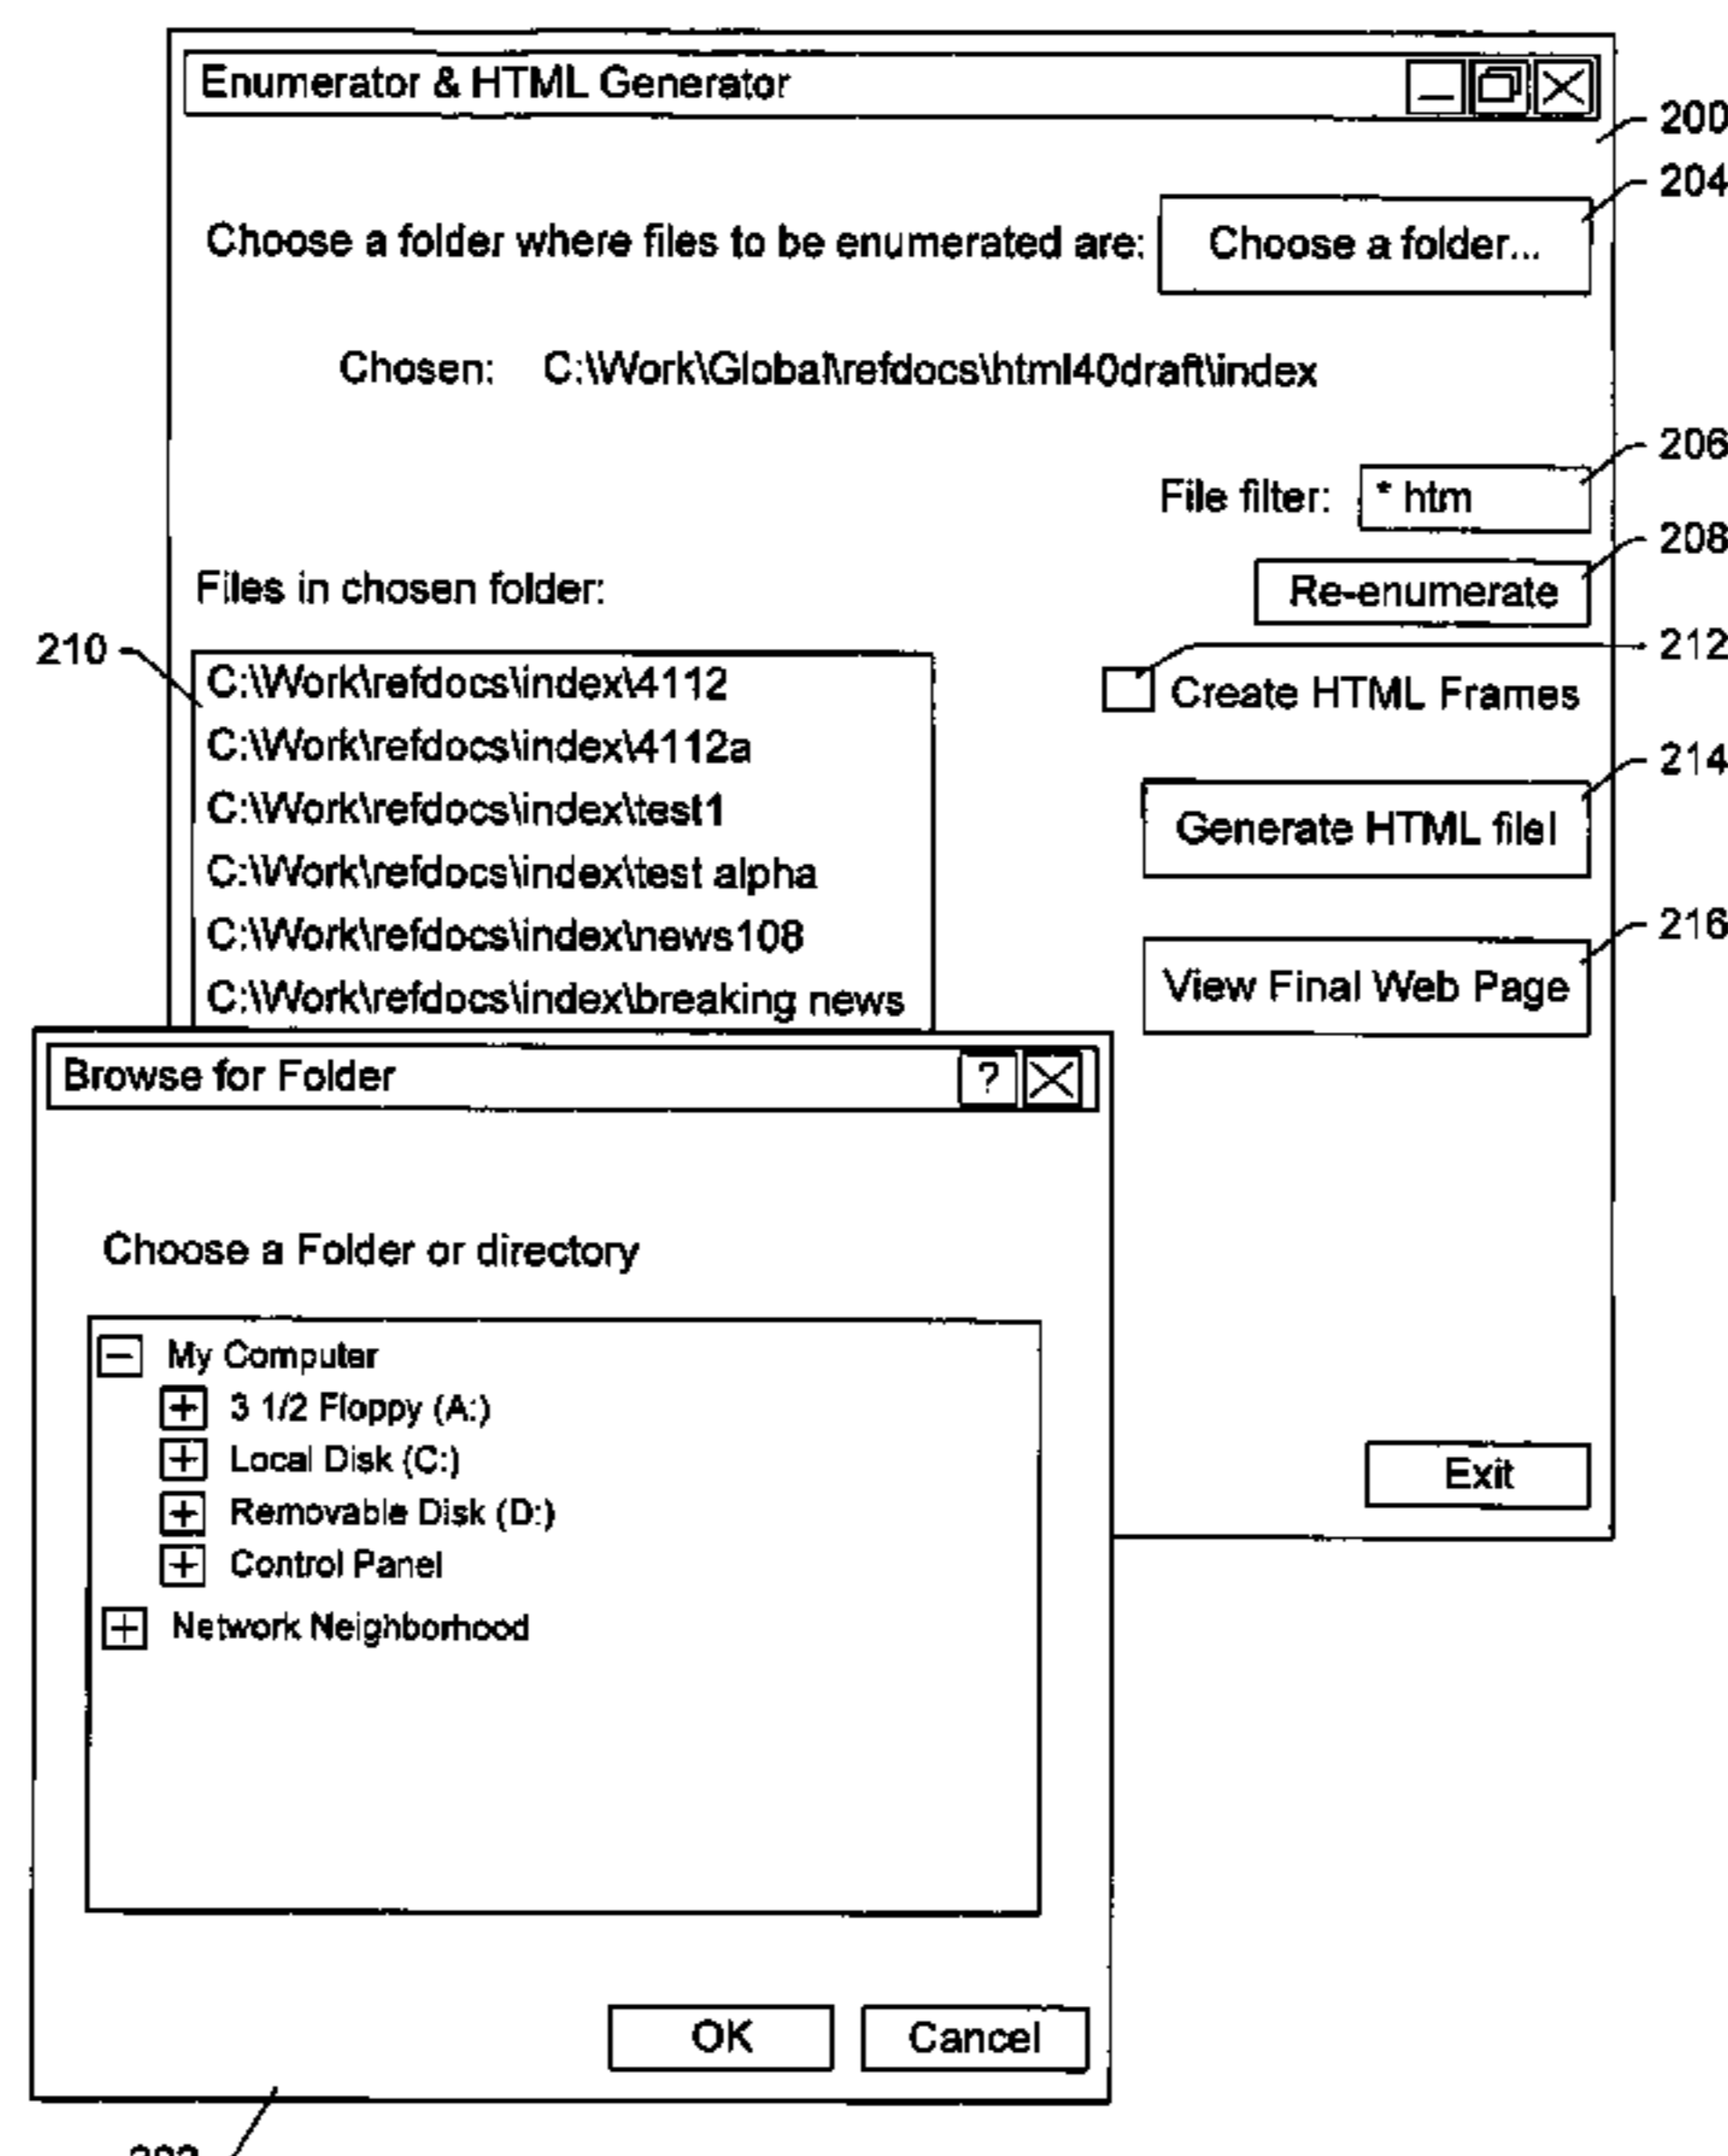 Enumerator & HTML Generator
200
204
Choose a folder where files to be enumerated are:
Choose a folder...
Chosen: C:\Work\Global\refdocs\html40draft\index
206
File filter: * htm
208
Files in chosen folder:
Re-enumerate
210
212
C:\Work\refdocs\index\4112
Create HTML Frames
C:\Work\refdocs\index\4112a
214
C:\Work\refdocs\index\test1
Generate HTML file!
C:\Work\refdocs\index\test alpha
216
C:\Work\refdocs\index\news108
View Final Web Page
C:\Work\refdocs\index\breaking news
Browse for Folder
?
Choose a Folder or directory
My Computer
3 1/2 Floppy (A:)
Local Disk (C:)
Removable Disk (D:)
Control Panel
Network Neighborhood
Exit
OK
Cancel